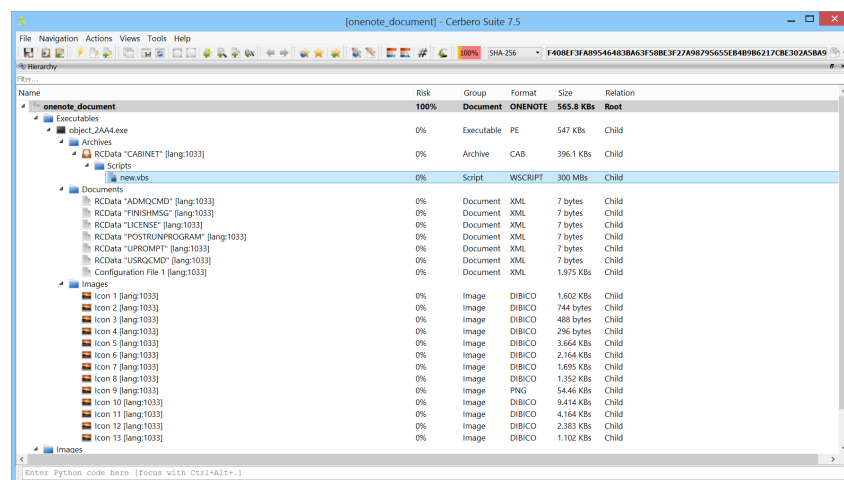 [onenote_document] - Cerbero Suite 7.5
File Navigation Actions Views Tools Help
100% SHA-256 F408EF3FA89546483BA63F58BE3F27A98795655EB4B9B6217CBE302A5BA9
Hierarchy
Filter...
Name Risk Group Format Size Relation
onenote_document 100% Document ONENOTE 565.8 KBs Root
Executables
object_2AA4.exe 0% Executable PE 547 KBs Child
Archives
RCData "CABINET" [lang:1033] 0% Archive CAB 396.1 KBs Child
Scripts
new.vbs 0% Script WSCRIPT 300 MBs Child
Documents
RCData "ADMQCMD" [lang:1033] 0% Document XML 7 bytes Child
RCData "FINISHMSG" [lang:1033] 0% Document XML 7 bytes Child
RCData "LICENSE" [lang:1033] 0% Document XML 7 bytes Child
RCData "POSTRUNPROGRAM" [lang:1033] 0% Document XML 7 bytes Child
RCData "UPROMPT" [lang:1033] 0% Document XML 7 bytes Child
RCData "USRQCMD" [lang:1033] 0% Document XML 7 bytes Child
Configuration File 1 [lang:1033] 0% Document XML 1.975 KBs Child
Images
Icon 1 [lang:1033] 0% Image DIBICO 1.602 KBs Child
Icon 2 [lang:1033] 0% Image DIBICO 744 bytes Child
Icon 3 [lang:1033] 0% Image DIBICO 488 bytes Child
Icon 4 [lang:1033] 0% Image DIBICO 296 bytes Child
Icon 5 [lang:1033] 0% Image DIBICO 3.664 KBs Child
Icon 6 [lang:1033] 0% Image DIBICO 2.164 KBs Child
Icon 7 [lang:1033] 0% Image DIBICO 1.695 KBs Child
Icon 8 [lang:1033] 0% Image DIBICO 1.352 KBs Child
Icon 9 [lang:1033] 0% Image PNG 54.46 KBs Child
Icon 10 [lang:1033] 0% Image DIBICO 9.414 KBs Child
Icon 11 [lang:1033] 0% Image DIBICO 4.164 KBs Child
Icon 12 [lang:1033] 0% Image DIBICO 2.383 KBs Child
Icon 13 [lang:1033] 0% Image DIBICO 1.102 KBs Child
Images
Enter Python code here [focus with Ctrl+Alt+.]